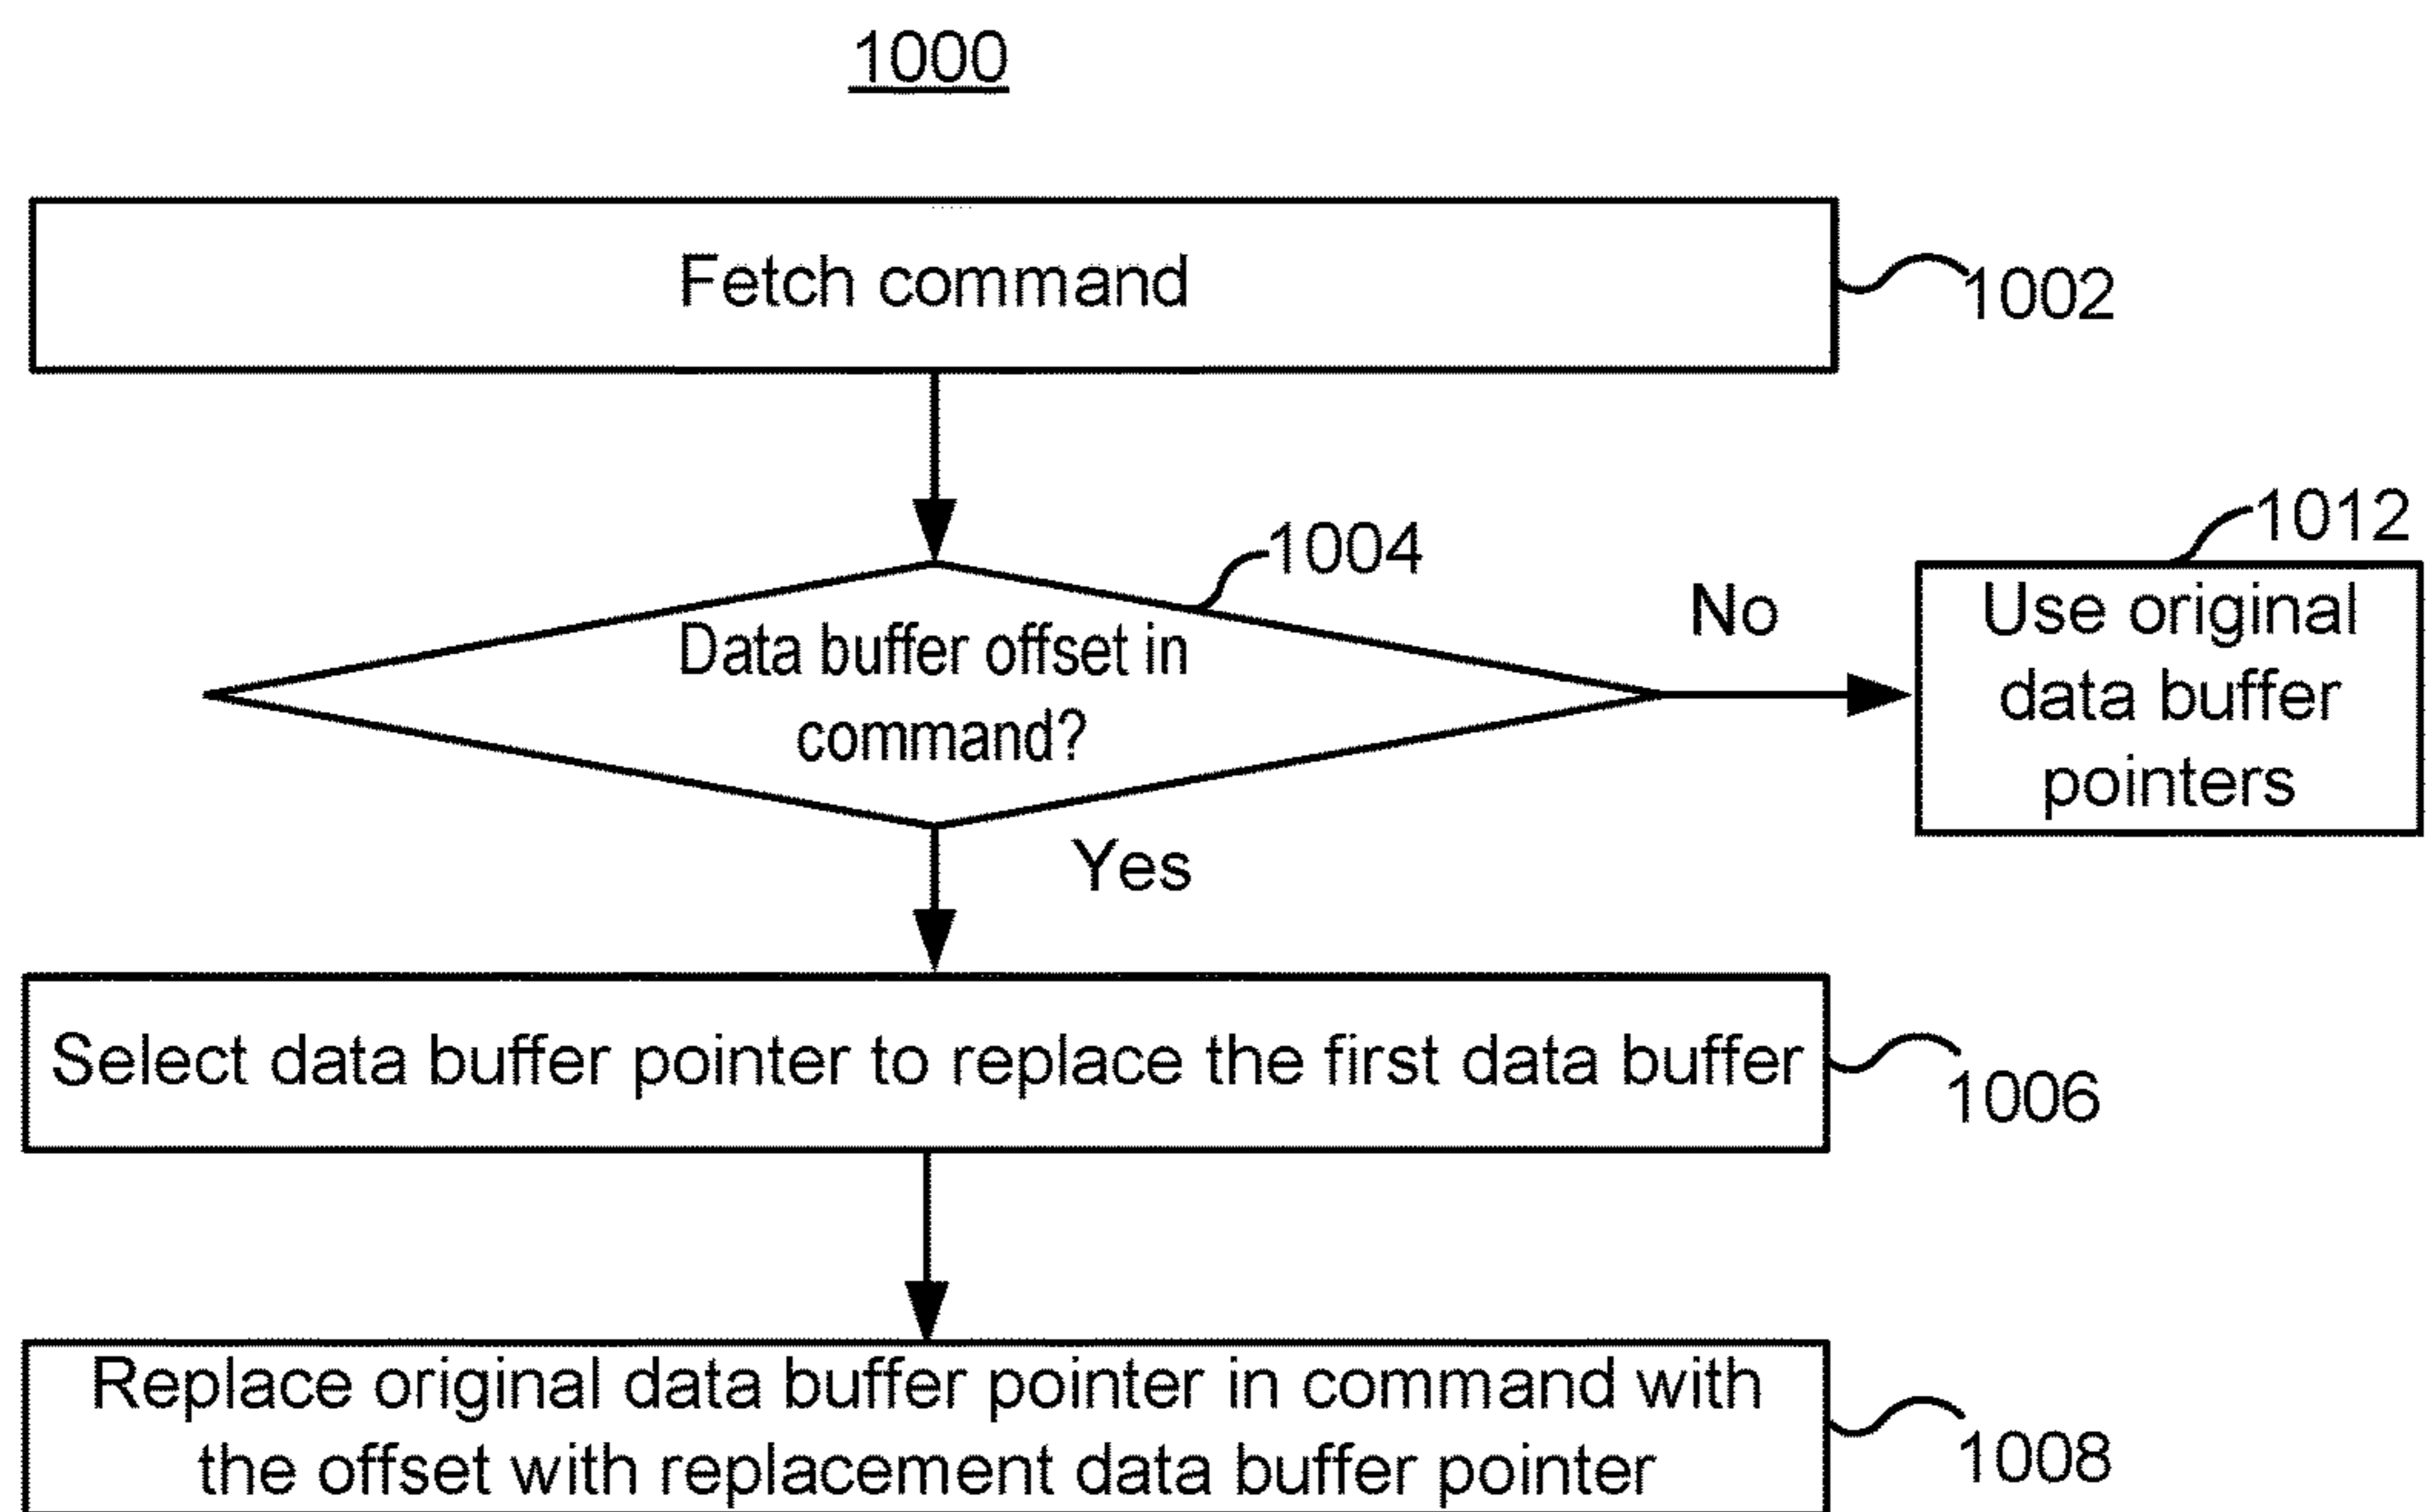 1000
Fetch command
1002
1004
1012
Data buffer offset in
command?
No
Use original
data buffer
pointers
Yes
Select data buffer pointer to replace the first data buffer
1006
Replace original data buffer pointer in command with
the offset with replacement data buffer pointer
1008